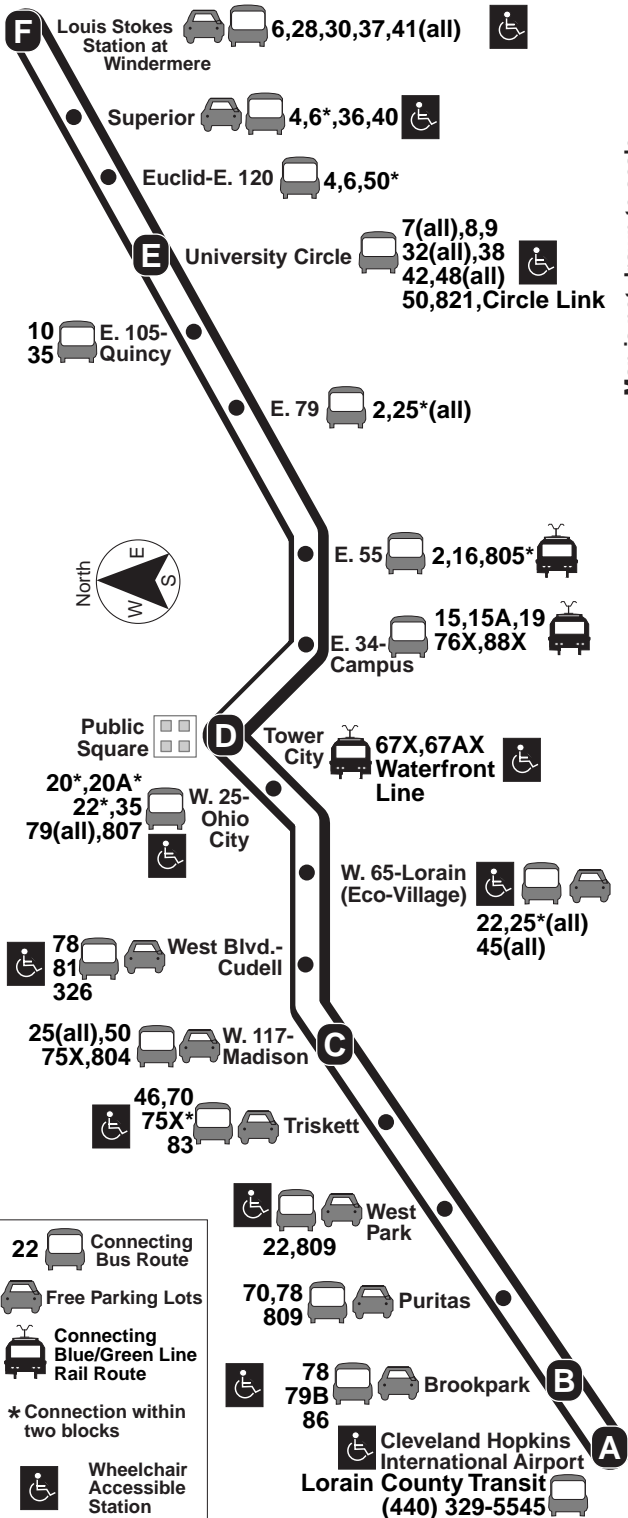 F
Louis Stokes
Station at
Windermere
6,28,30,37,41(all)
Superior
4,6*,36,40
Euclid-E. 120
4,6,50*
E
University Circle
7(all),8,9
32(all),38
42,48(all)
50,821,Circle Link
10
35
E. 105-
Quincy
E. 79
2,25*(all)
North
E
S
W
E. 55
2,16,805*
E. 34-
Campus
15,15A,19
76X,88X
Public
Square
D
Tower
City
67X,67AX
Waterfront
Line
20*,20A*
22*,35
79(all),807
W. 25-
Ohio
City
W. 65-Lorain
(Eco-Village)
22,25*(all)
45(all)
78
81
326
West Blvd.-
Cudell
25(all),50
75X,804
W. 117-
Madison
C
46,70
75X*
83
Triskett
West
Park
22,809
70,78
809
Puritas
78
79B
86
Brookpark
B
A
Cleveland Hopkins
International Airport
Lorain County Transit
(440) 329-5545
22
Connecting
Bus Route
Free Parking Lots
Connecting
Blue/Green Line
Rail Route
* Connection within
two blocks
Wheelchair
Accessible
Station